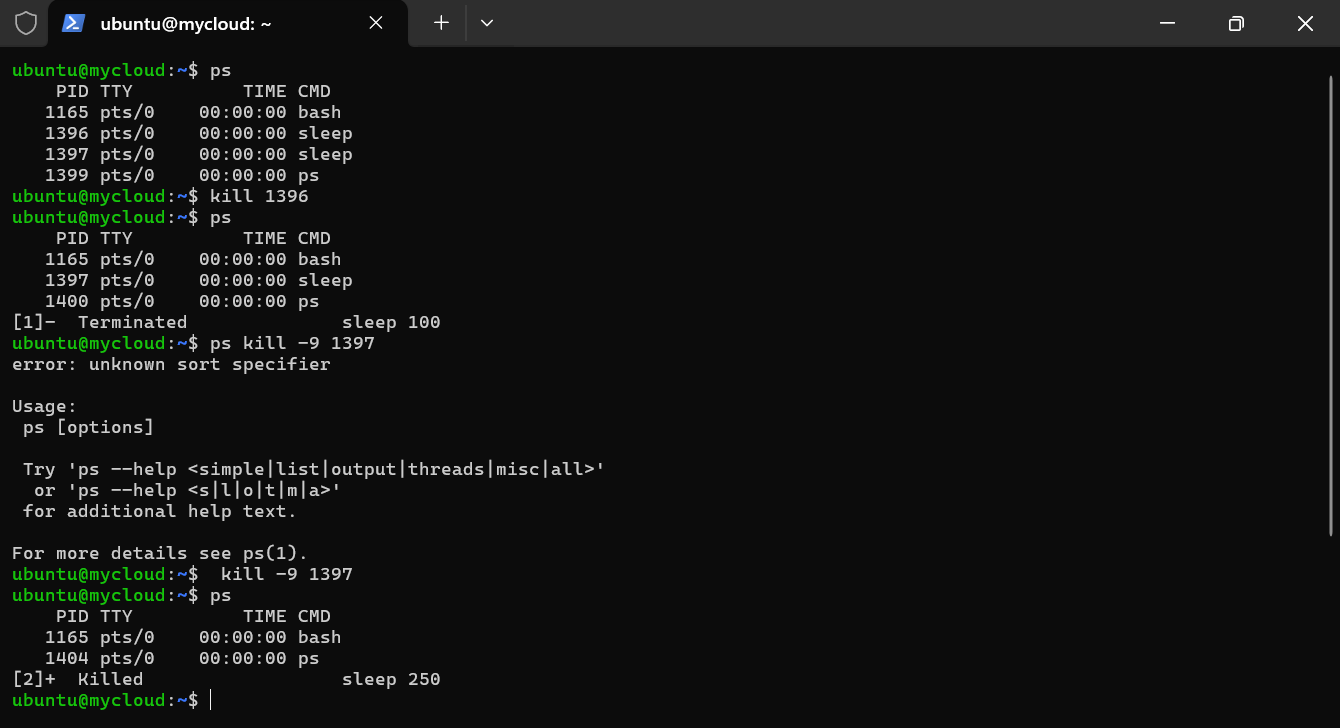 ubuntu@mycloud: ~
ubuntu@mycloud:~$ ps
    PID TTY          TIME CMD
   1165 pts/0    00:00:00 bash
   1396 pts/0    00:00:00 sleep
   1397 pts/0    00:00:00 sleep
   1399 pts/0    00:00:00 ps
ubuntu@mycloud:~$ kill 1396
ubuntu@mycloud:~$ ps
    PID TTY          TIME CMD
   1165 pts/0    00:00:00 bash
   1397 pts/0    00:00:00 sleep
   1400 pts/0    00:00:00 ps
[1]-  Terminated              sleep 100
ubuntu@mycloud:~$ ps kill -9 1397
error: unknown sort specifier

Usage:
 ps [options]

 Try 'ps --help <simple|list|output|threads|misc|all>'
  or 'ps --help <s|l|o|t|m|a>'
 for additional help text.

For more details see ps(1).
ubuntu@mycloud:~$  kill -9 1397
ubuntu@mycloud:~$ ps
    PID TTY          TIME CMD
   1165 pts/0    00:00:00 bash
   1404 pts/0    00:00:00 ps
[2]+  Killed                  sleep 250
ubuntu@mycloud:~$